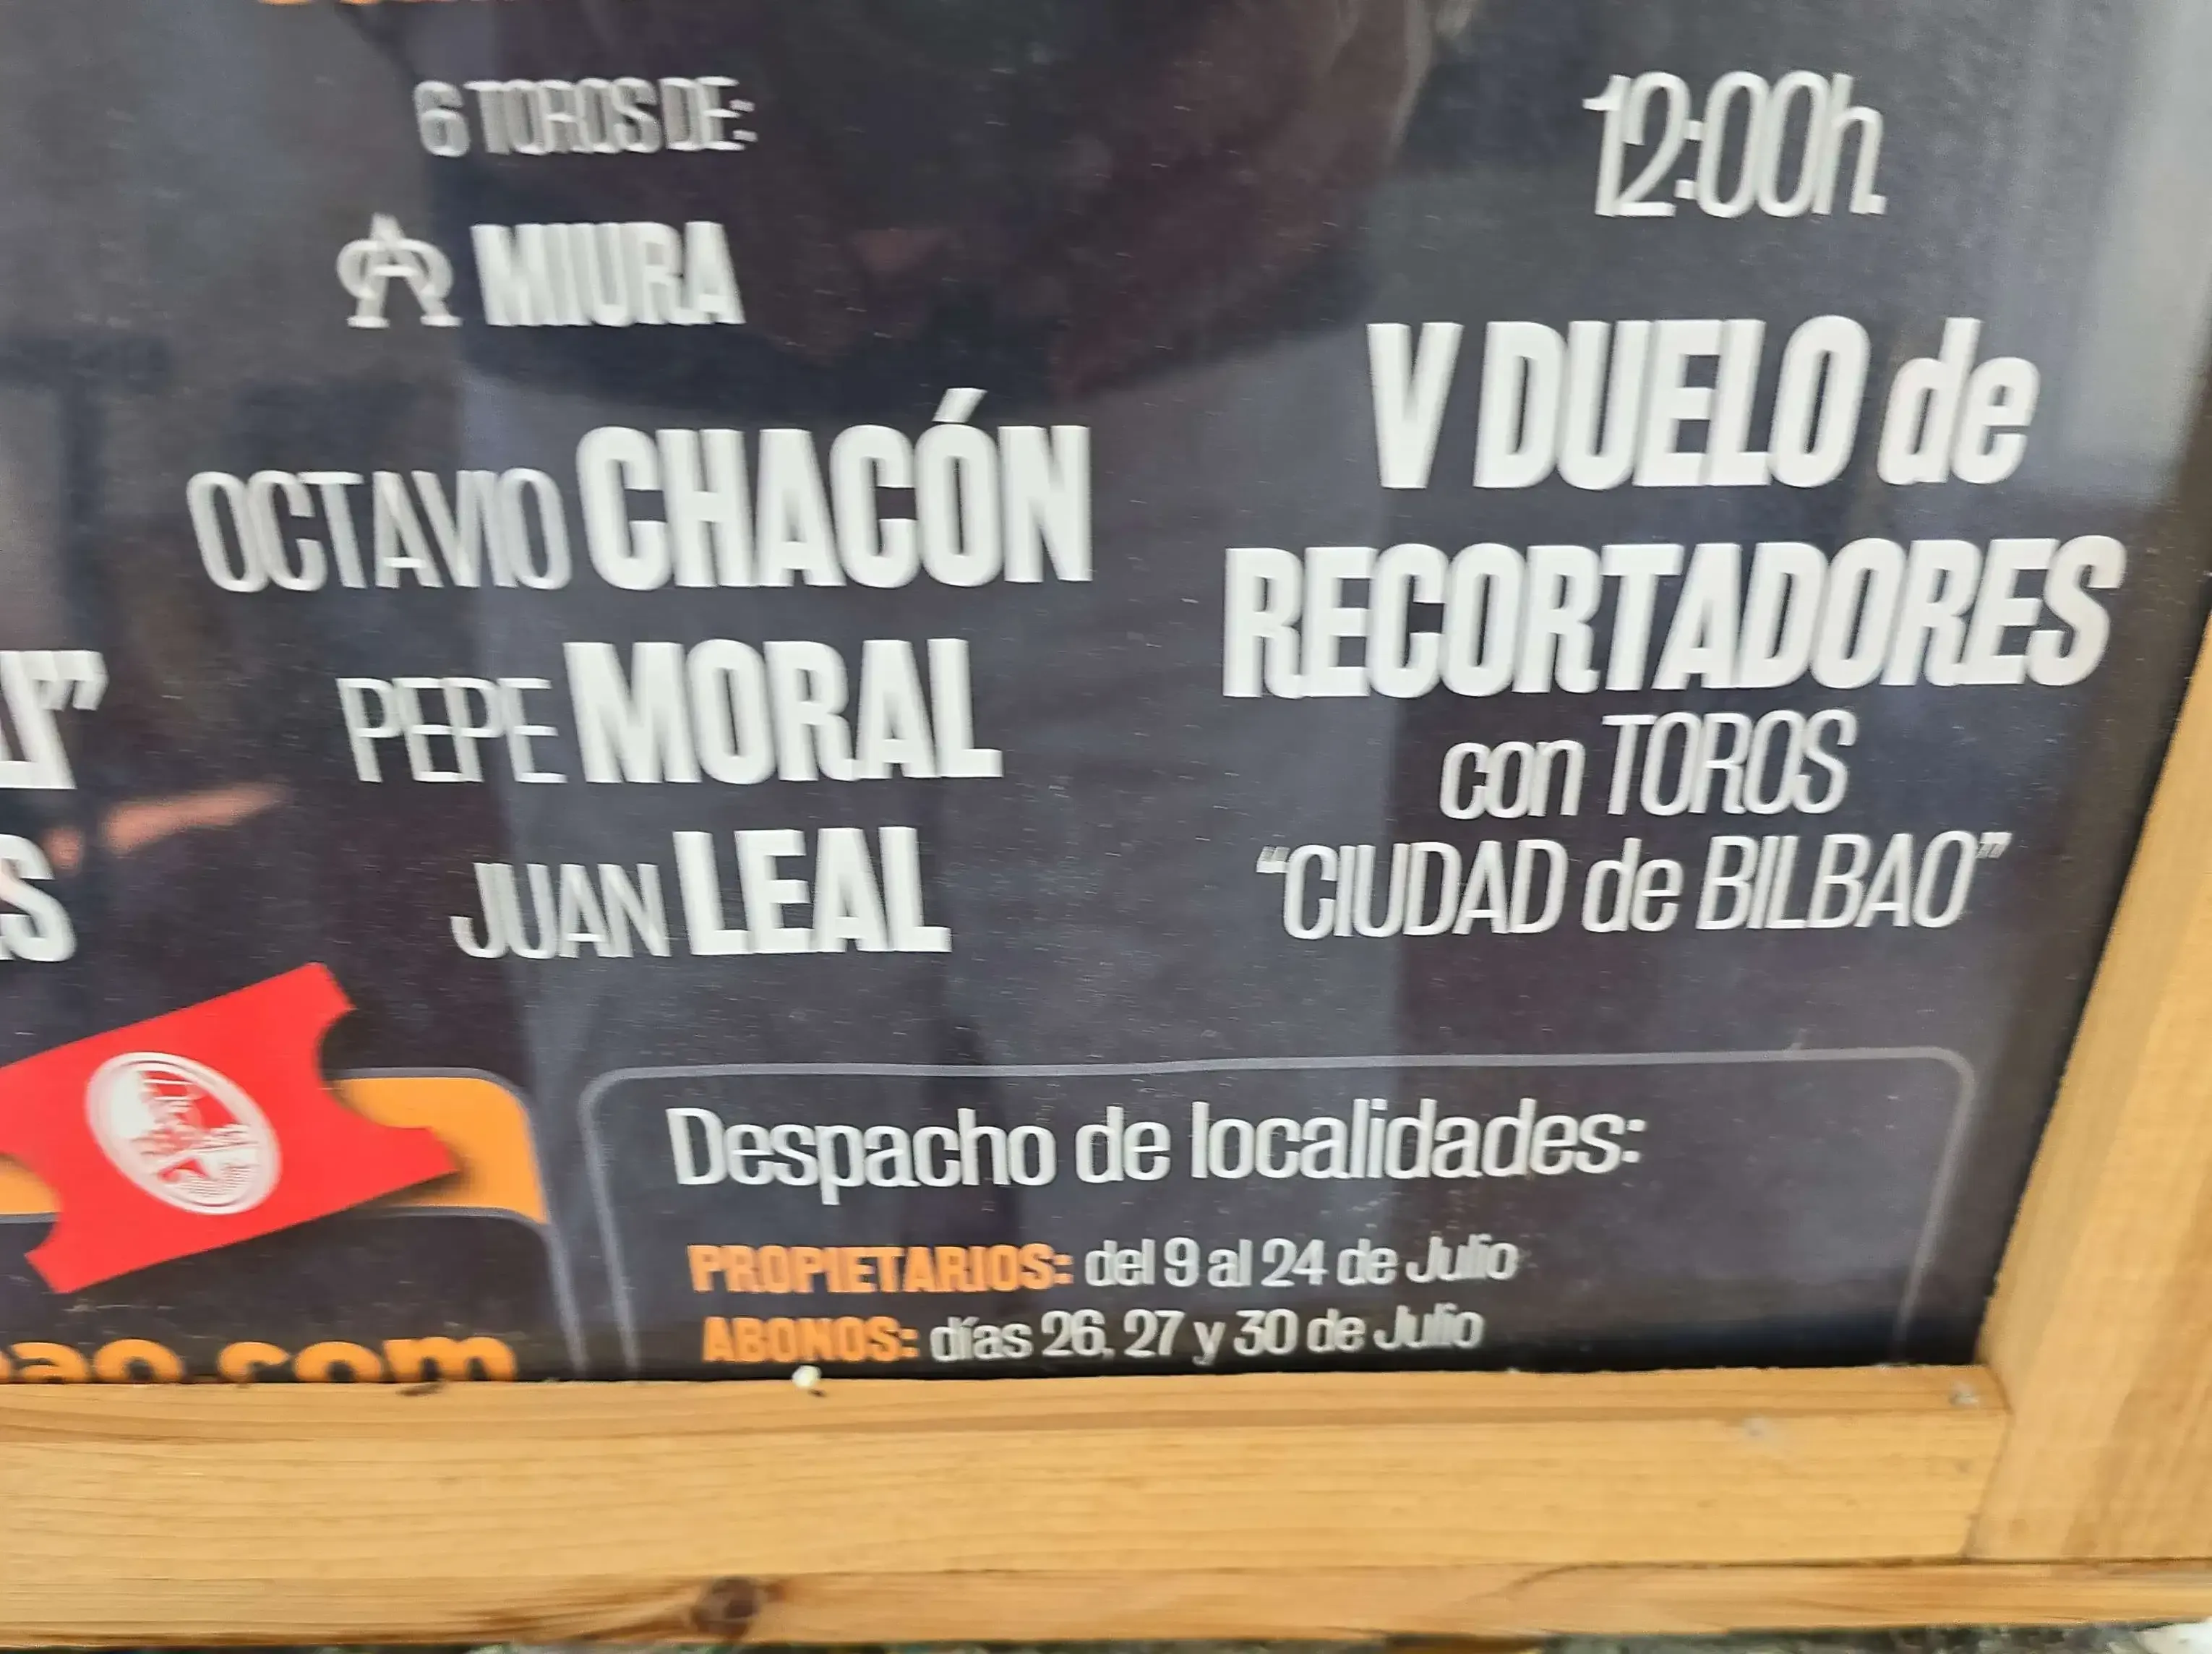 6 TOROS DE:
MIURA
OCTAVIO CHACÓN
PEPE MORAL
JUAN LEAL
12:00h.
V DUELO de
RECORTADORES
con TOROS
"CIUDAD de BILBAO"
Despacho de localidades:
PROPIETARIOS: del 9 al 24 de Julio
ABONOS: días 26, 27 y 30 de Julio